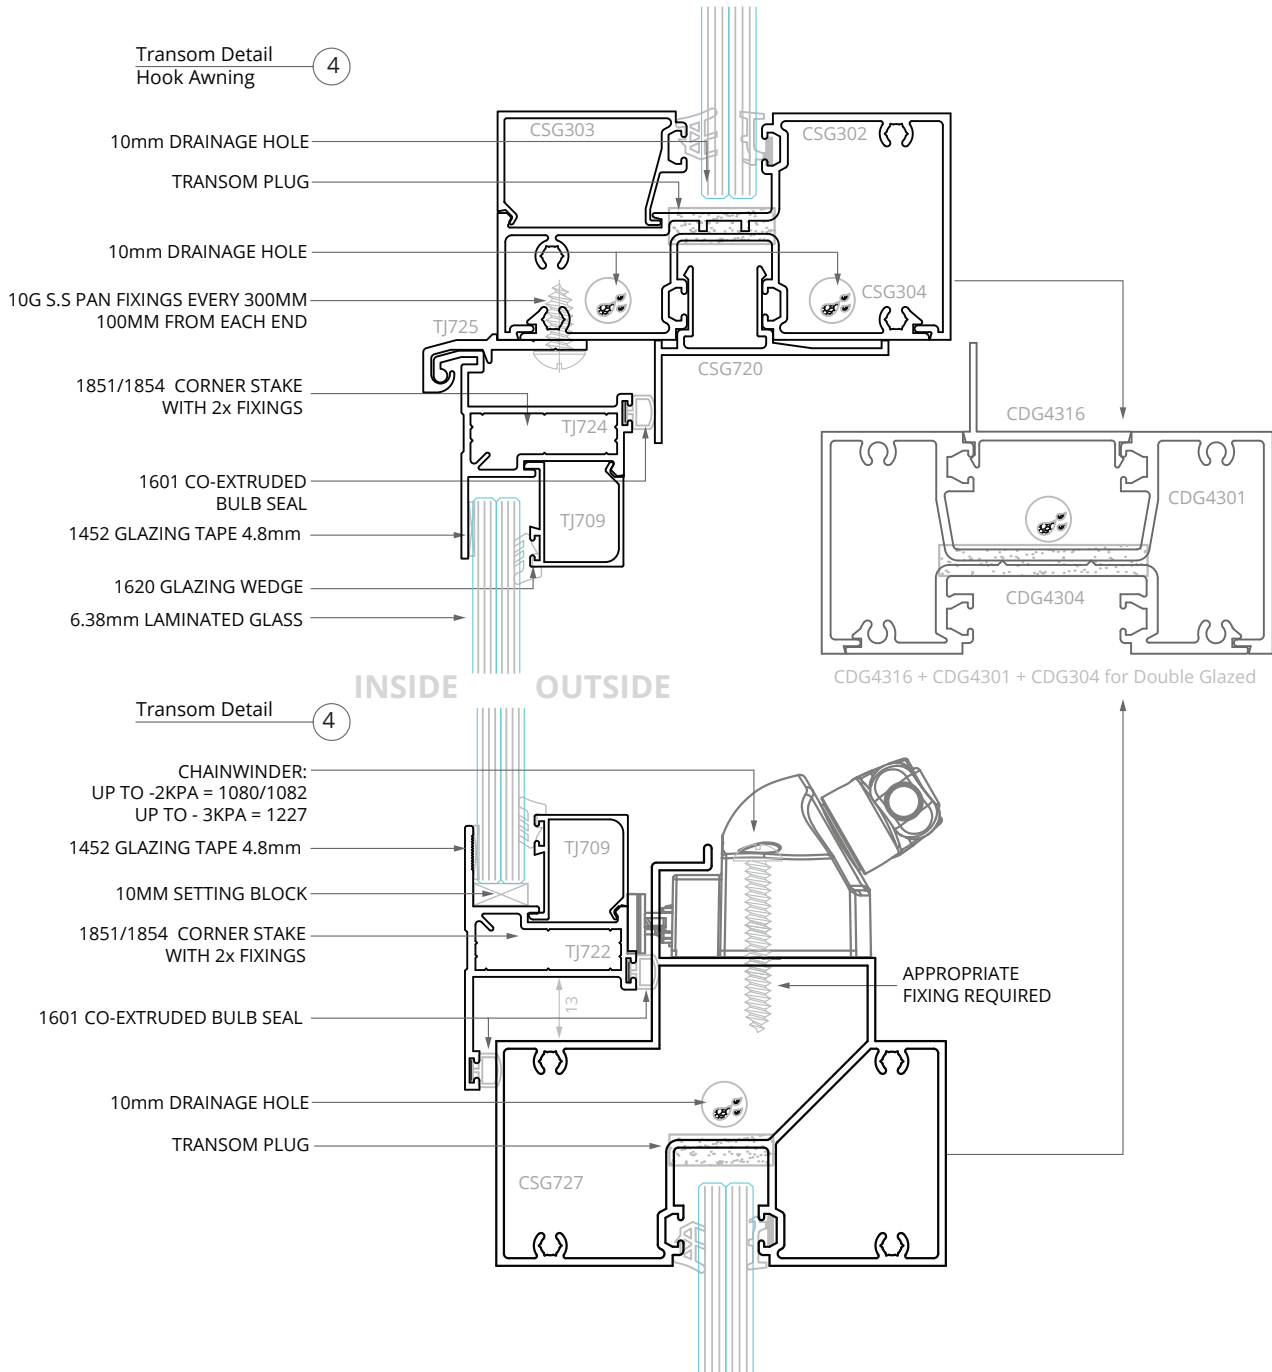 Transom Detail
Hook Awning
4
10mm DRAINAGE HOLE
TRANSOM PLUG
10mm DRAINAGE HOLE
10G S.S PAN FIXINGS EVERY 300MM
100MM FROM EACH END
CSG303
CSG302
CSG304
TJ725
CSG720
1851/1854 CORNER STAKE
WITH 2x FIXINGS
TJ724
1601 CO-EXTRUDED
BULB SEAL
TJ709
1452 GLAZING TAPE 4.8mm
1620 GLAZING WEDGE
6.38mm LAMINATED GLASS
CDG4316
CDG4301
CDG4304
CDG4316 + CDG4301 + CDG304 for Double Glazed
INSIDE OUTSIDE
Transom Detail
4
CHAINWINDER:
UP TO -2KPA = 1080/1082
UP TO - 3KPA = 1227
1452 GLAZING TAPE 4.8mm
TJ709
10MM SETTING BLOCK
1851/1854 CORNER STAKE
WITH 2x FIXINGS
TJ722
APPROPRIATE
FIXING REQUIRED
13
1601 CO-EXTRUDED BULB SEAL
10mm DRAINAGE HOLE
TRANSOM PLUG
CSG727